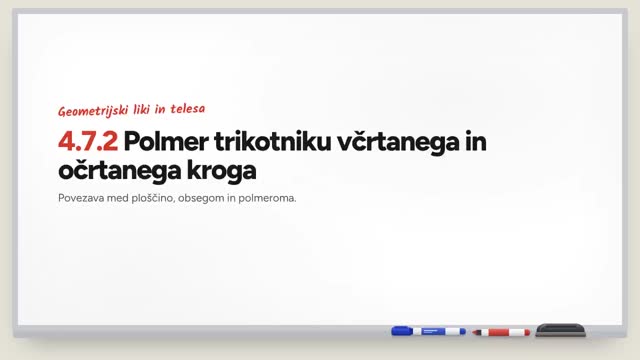 Geometrijski liki in telesa
4.7.2 Polmer trikotniku včrtanega in
očrtanega kroga
Povezava med ploščino, obsegom in polmeroma.